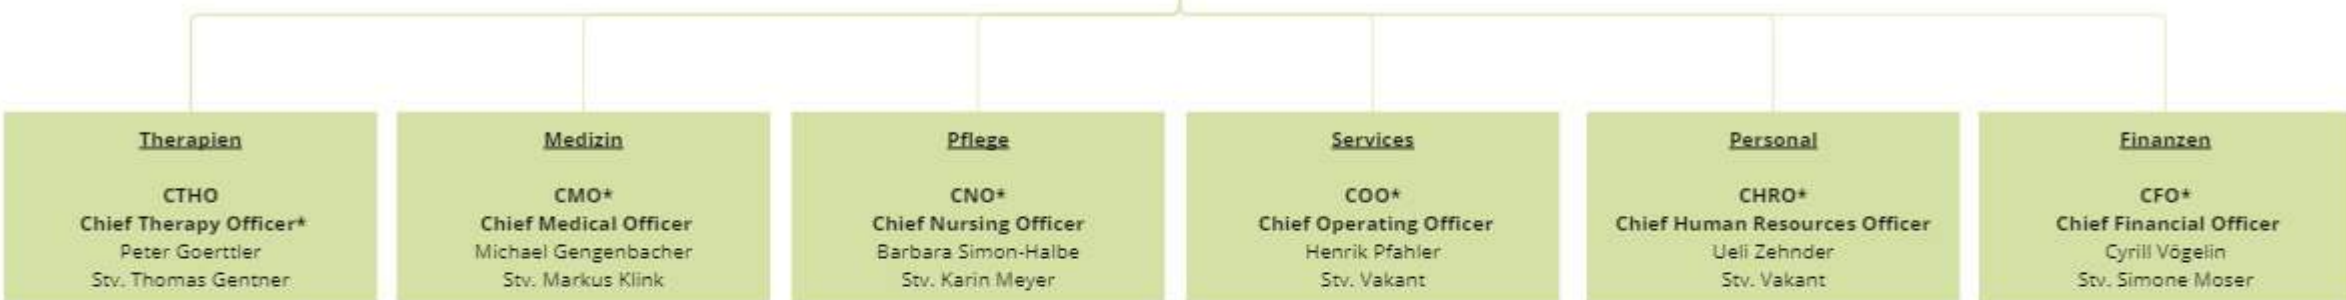 Therapien
CTHO
Chief Therapy Officer*
Peter Goerttler
Stv. Thomas Gentner
Medizin
CMO*
Chief Medical Officer
Michael Gengenbacher
Stv. Markus Klink
Pflege
CNO*
Chief Nursing Officer
Barbara Simon-Halbe
Stv. Karin Meyer
Services
COO*
Chief Operating Officer
Henrik Pfahler
Stv. Vakant
Personal
CHRO*
Chief Human Resources Officer
Ueli Zehnder
Stv. Vakant
Finanzen
CFO*
Chief Financial Officer
Cyrill Vögelin
Stv. Simone Moser